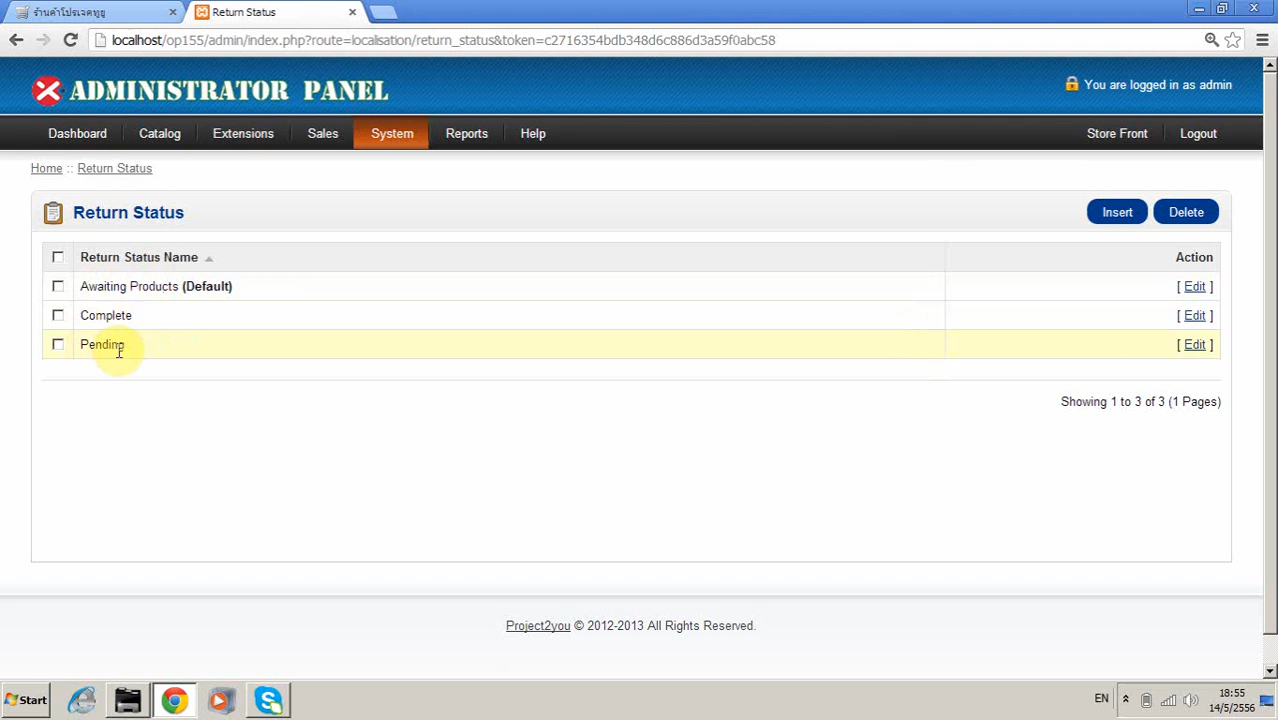 ร้านค้าโปรเจคทูยู
Return Status
localhost/op155/admin/index.php?route=localisation/return_status&token=c2716354bdb348d6c886d3a59f0abc58
ADMINISTRATOR PANEL
You are logged in as admin
Dashboard Catalog Extensions Sales System Reports Help Store Front Logout
Home :: Return Status
Return Status
Insert Delete
Return Status Name Action
Awaiting Products (Default) [ Edit ]
Complete [ Edit ]
Pending [ Edit ]
Showing 1 to 3 of 3 (1 Pages)
Project2you © 2012-2013 All Rights Reserved.
Start
EN
18:55
14/5/2556